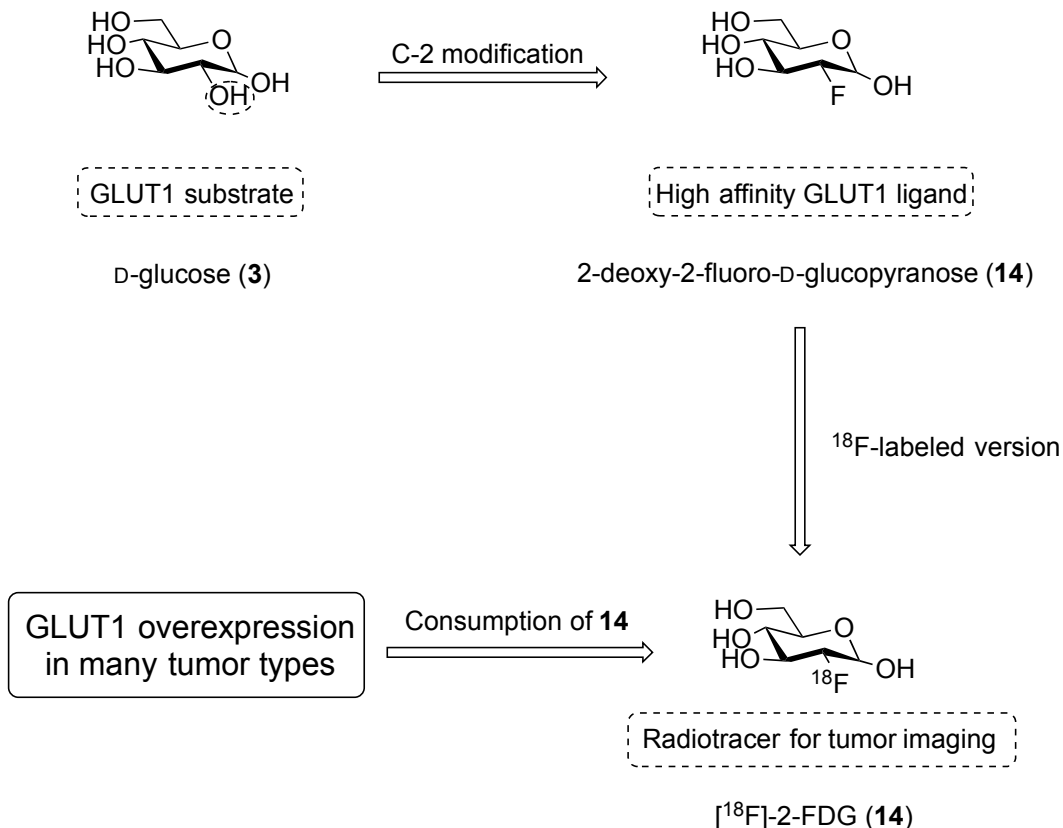 HO
HO
HO
O
OH
OH
C-2 modification
HO
HO
HO
O
F
OH
GLUT1 substrate
High affinity GLUT1 ligand
D-glucose (3)
2-deoxy-2-fluoro-D-glucopyranose (14)
¹⁸F-labeled version
GLUT1 overexpression
in many tumor types
Consumption of 14
HO
HO
HO
O
¹⁸F
OH
Radiotracer for tumor imaging
[¹⁸F]-2-FDG (14)